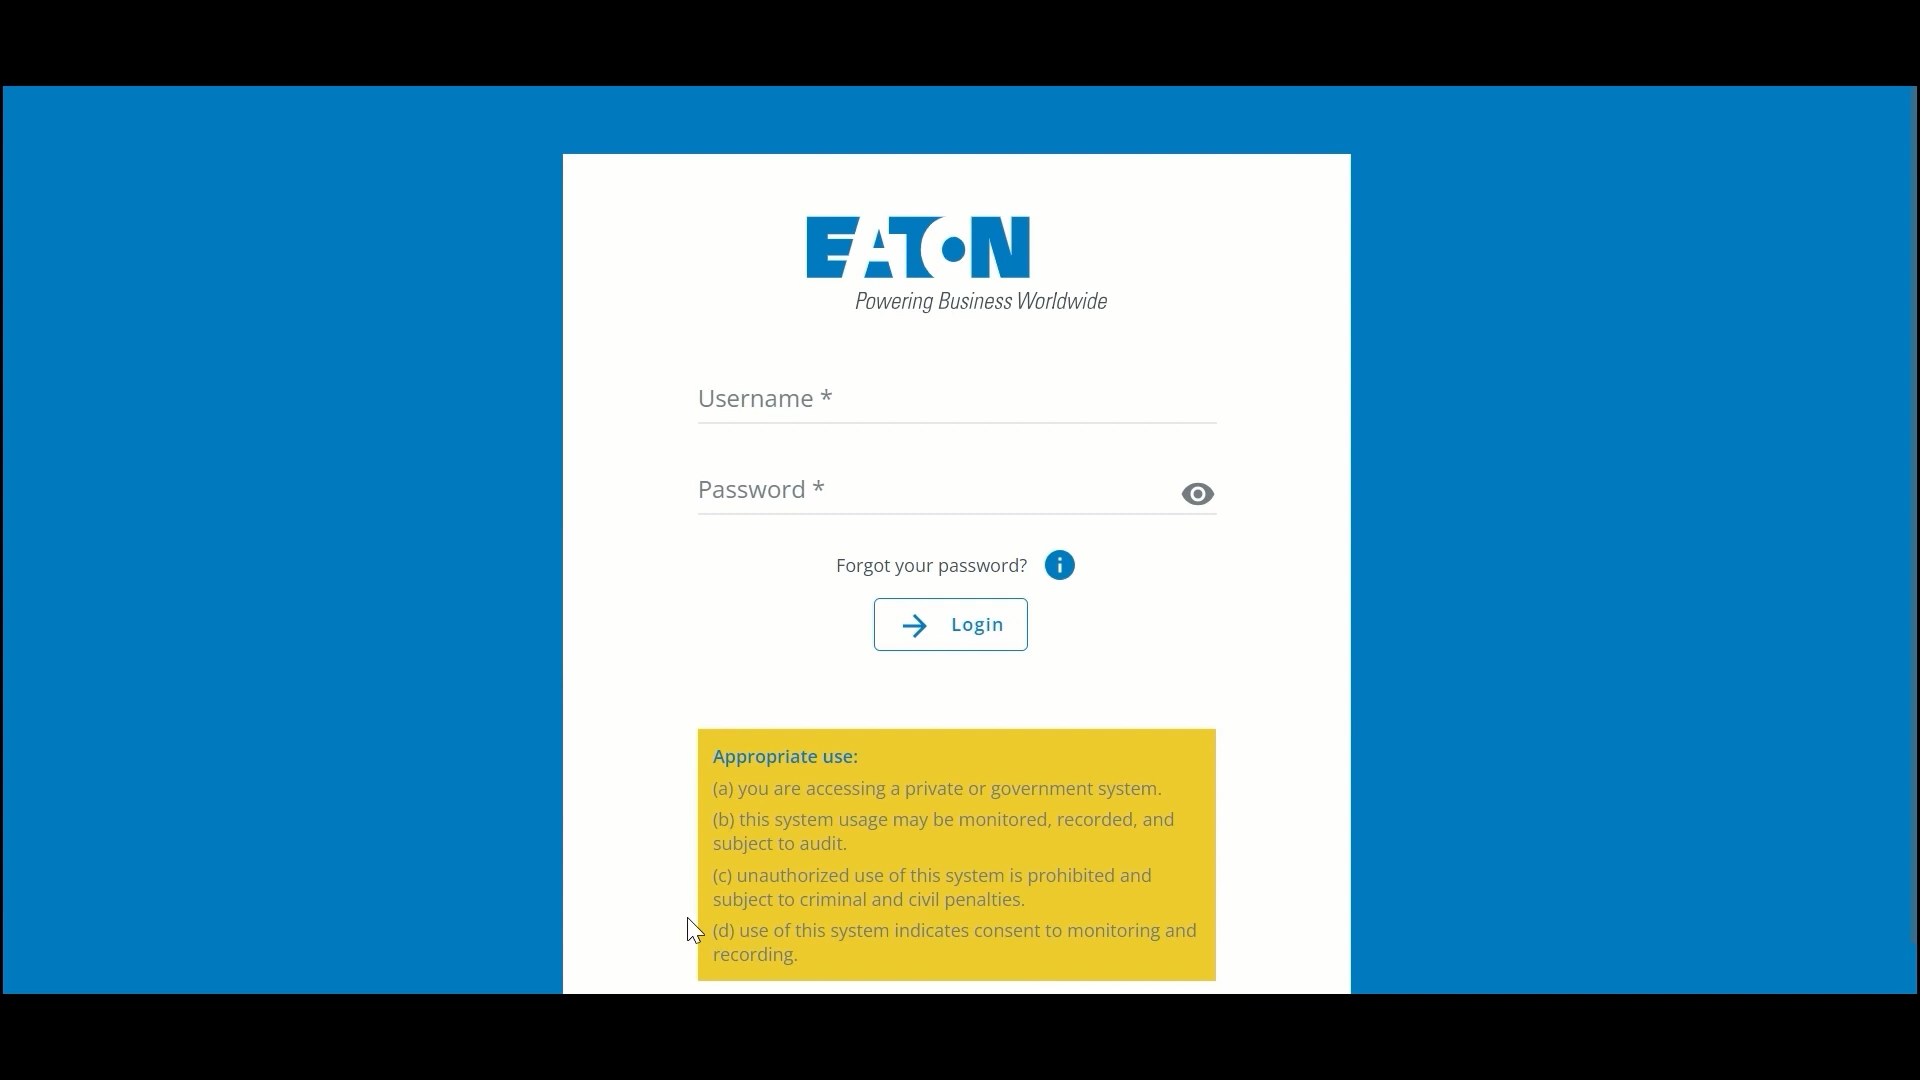 EATON
Powering Business Worldwide
Username *
Password *
Forgot your password?
Login
Appropriate use:
(a) you are accessing a private or government system.
(b) this system usage may be monitored, recorded, and
subject to audit.
(c) unauthorized use of this system is prohibited and
subject to criminal and civil penalties.
(d) use of this system indicates consent to monitoring and
recording.